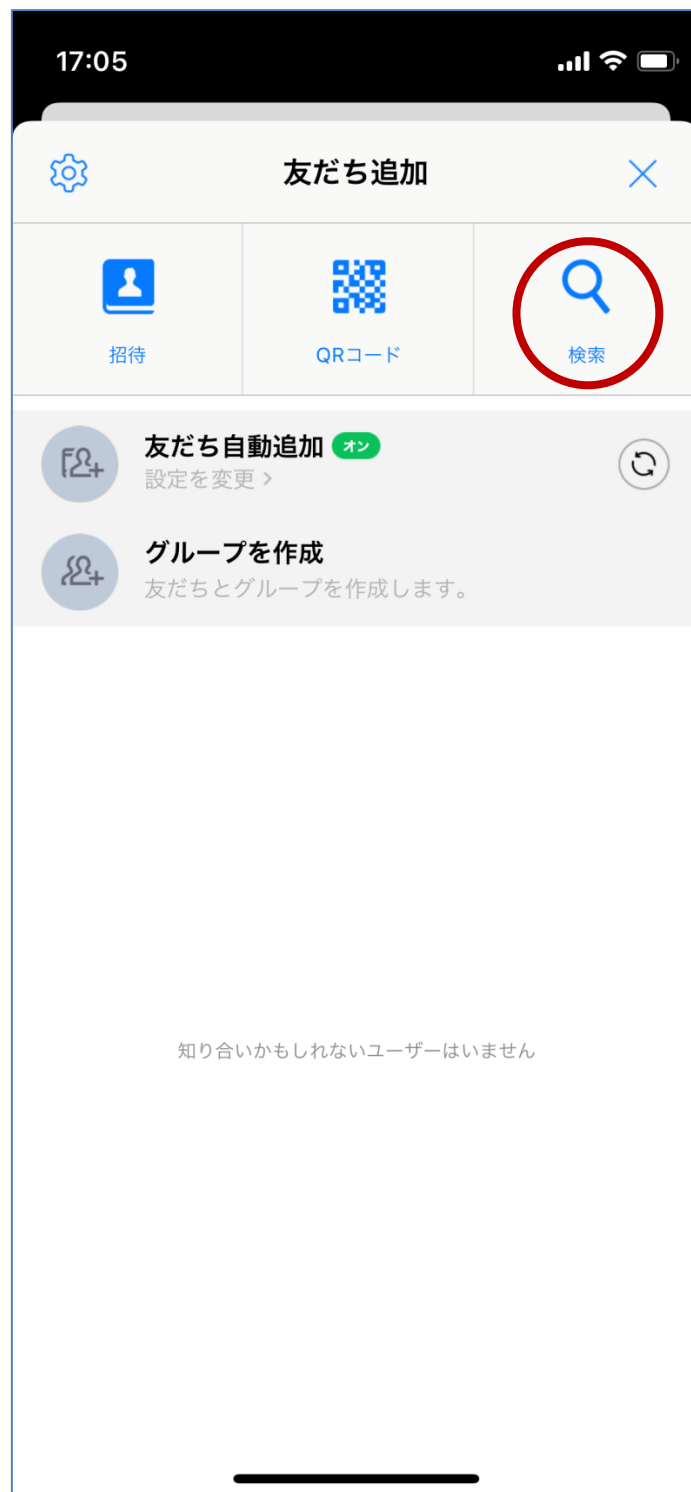 17:05
友だち追加
招待
QRコード
検索
友だち自動追加 オン
設定を変更 >
グループを作成
友だちとグループを作成します。
知り合いかもしれないユーザーはいません